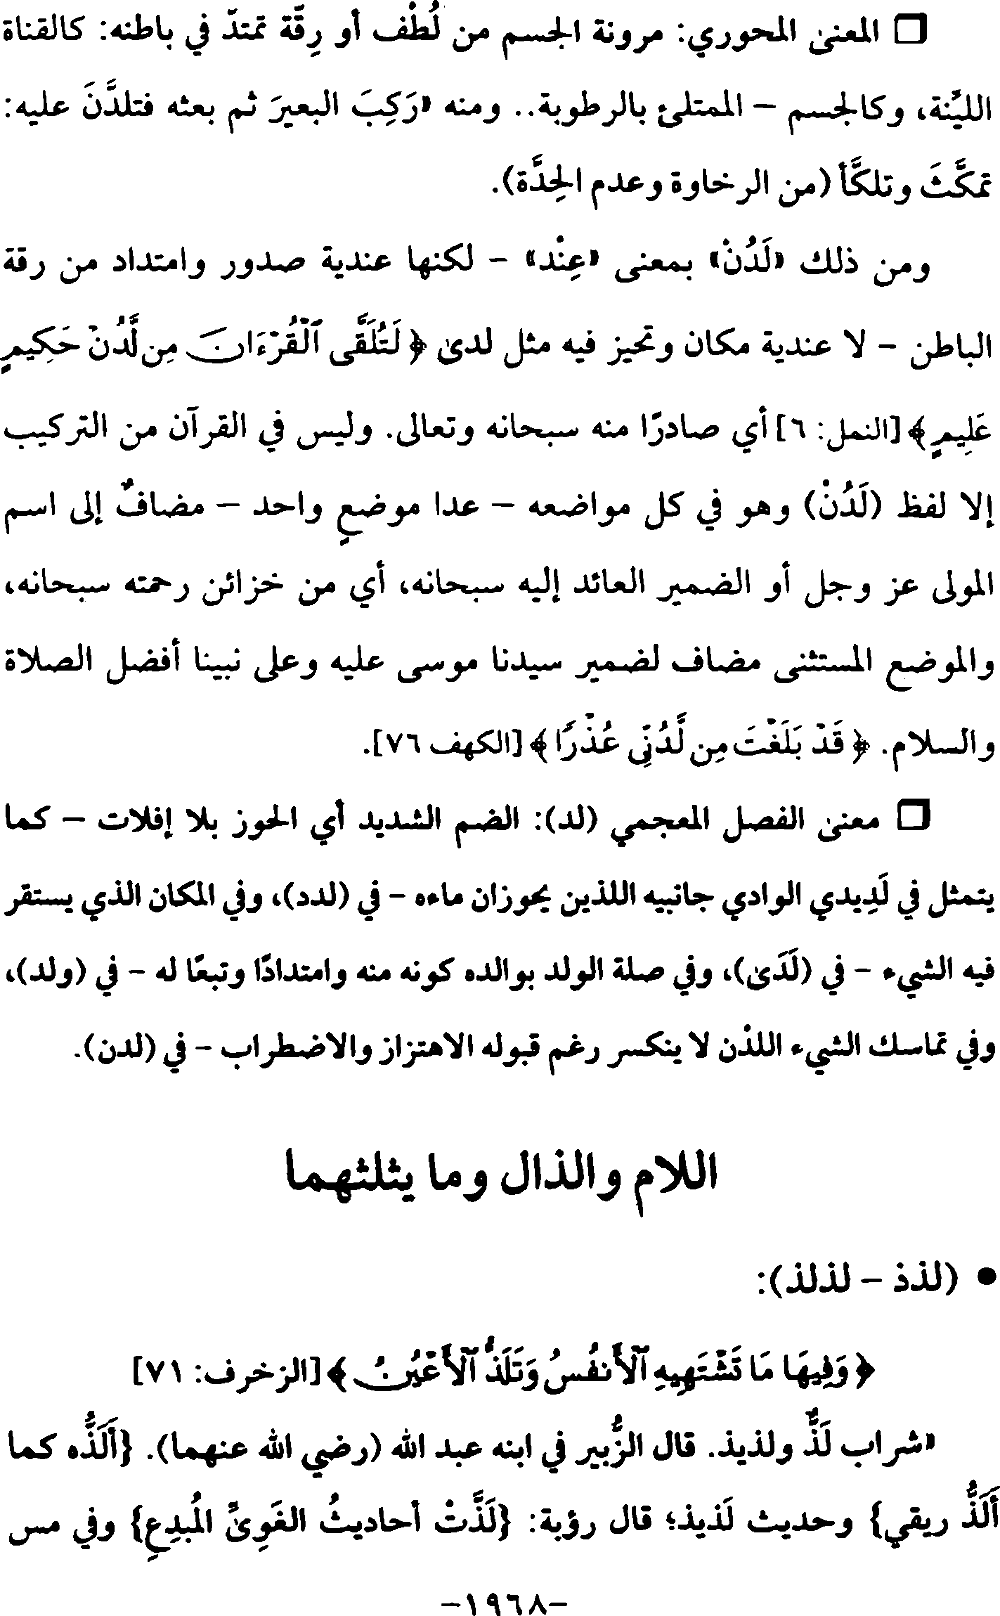 ❒ المعنى المحوري: مرونة الجسم من لُطْف أو رِقّة تمتدّ في باطنه: كالقناة
الليِّنة، وكالجسم – الممتلئ بالرطوبة.. ومنه «رَكِبَ البعيرَ ثم بعثه فتلدَّنَ عليه:
تمكَّثَ وتلكَّأ (من الرخاوة وعدم الحِدَّة).
ومن ذلك «لَدُنْ» بمعنى «عِنْد» – لكنها عندية صدور وامتداد من رقة
الباطن – لا عندية مكان وتحيز فيه مثل لدى ﴿ لَتُلَقَّى ٱلْقُرْءَانَ مِن لَّدُنْ حَكِيمٍ
عَلِيمٍ ﴾ [النمل: ٦] أي صادرًا منه سبحانه وتعالى. وليس في القرآن من التركيب
إلا لفظ (لَدُنْ) وهو في كل مواضعه – عدا موضعٍ واحد – مضافٌ إلى اسم
المولى عز وجل أو الضمير العائد إليه سبحانه، أي من خزائن رحمته سبحانه،
والموضع المستثنى مضاف لضمير سيدنا موسى عليه وعلى نبينا أفضل الصلاة
والسلام. ﴿ قَدْ بَلَغْتَ مِن لَّدُنِّى عُذْرًا ﴾ [الكهف ٧٦].
❒ معنى الفصل المعجمي (لد): الضم الشديد أي الحوز بلا إفلات – كما
يتمثل في لَدِيدي الوادي جانبيه اللذين يحوزان ماءه – في (لدد)، وفي المكان الذي يستقر
فيه الشيء – في (لَدَى)، وفي صلة الولد بوالده كونه منه وامتدادًا وتبعًا له – في (ولد)،
وفي تماسك الشيء اللدْن لا ينكسر رغم قبوله الاهتزاز والاضطراب – في (لدن).
اللام والذال وما يثلثهما
• (لذذ – لذلذ):
﴿ وَفِيهَا مَا تَشْتَهِيهِ ٱلْأَنفُسُ وَتَلَذُّ ٱلْأَعْيُنُ ﴾ [الزخرف: ٧١]
«شراب لَذٌّ ولذيذ. قال الزُّبير في ابنه عبد الله (رضي الله عنهما). {أَلَذُّه كما
أَلَذُّ ريقي} وحديث لَذيذ؛ قال رؤبة: {لَذَّتْ أحاديثُ الغَوِىِّ المُبدِعِ} وفي مس
-١٩٦٨-